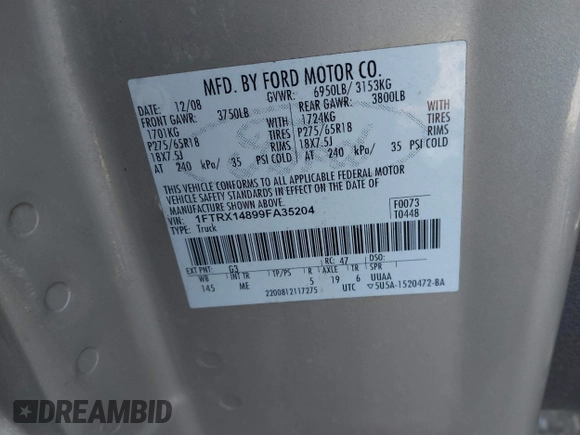 MFD. BY FORD MOTOR CO.
DATE: 12/08 GVWR: 6950LB/ 3153KG
FRONT GAWR: 3750LB REAR GAWR: 3800LB
1701KG WITH 1724KG WITH
P275/65R18 TIRES P275/65R18 TIRES
18X7.5J RIMS 18X7.5J RIMS
AT 240 kPa/ 35 PSI COLD AT 240 kPa/ 35 PSI COLD
THIS VEHICLE CONFORMS TO ALL APPLICABLE FEDERAL MOTOR
VEHICLE SAFETY STANDARDS IN EFFECT ON THE DATE OF
MANUFACTURE SHOWN ABOVE.
VIN: 1FTRX14899FA35204 F0073
TYPE: Truck T0448
EXT PNT: G3 RC: 47 DSO:
WB INT TR TP/PS R AXLE TR SPR
145 ME 5 19 6 UUAA
2200812117275 UTC ▽5U5A-1520472-BA
DREAMBID